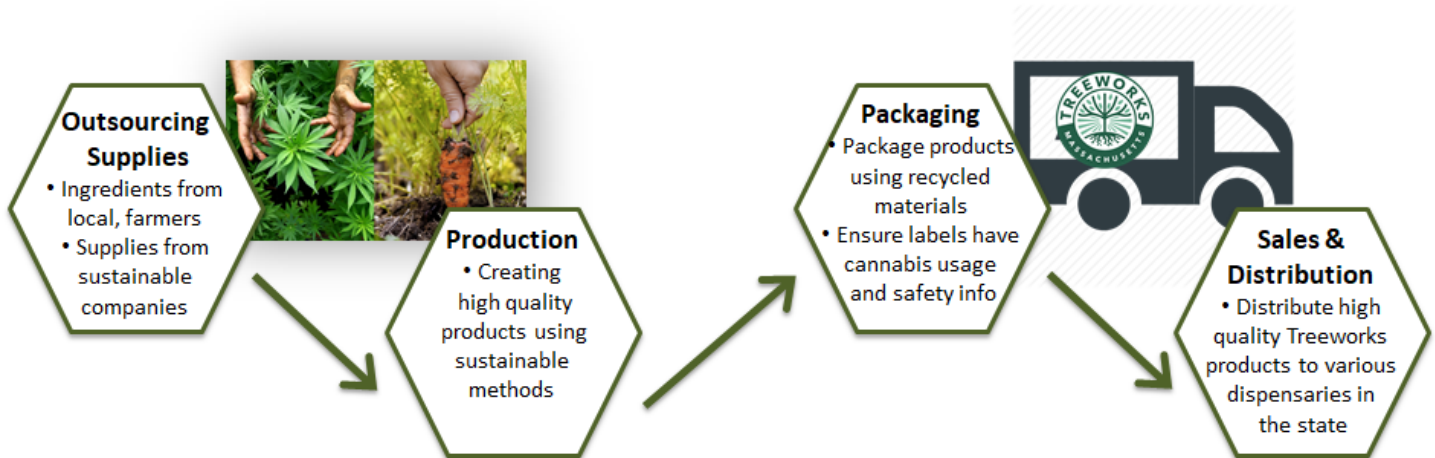 Outsourcing
Supplies
• Ingredients from
local, farmers
• Supplies from
sustainable
companies
Production
• Creating
high quality
products using
sustainable
methods
Packaging
• Package products
using recycled
materials
• Ensure labels have
cannabis usage
and safety info
TREEWORKS
MASSACHUSETTS
Sales &
Distribution
• Distribute high
quality Treeworks
products to various
dispensaries in
the state